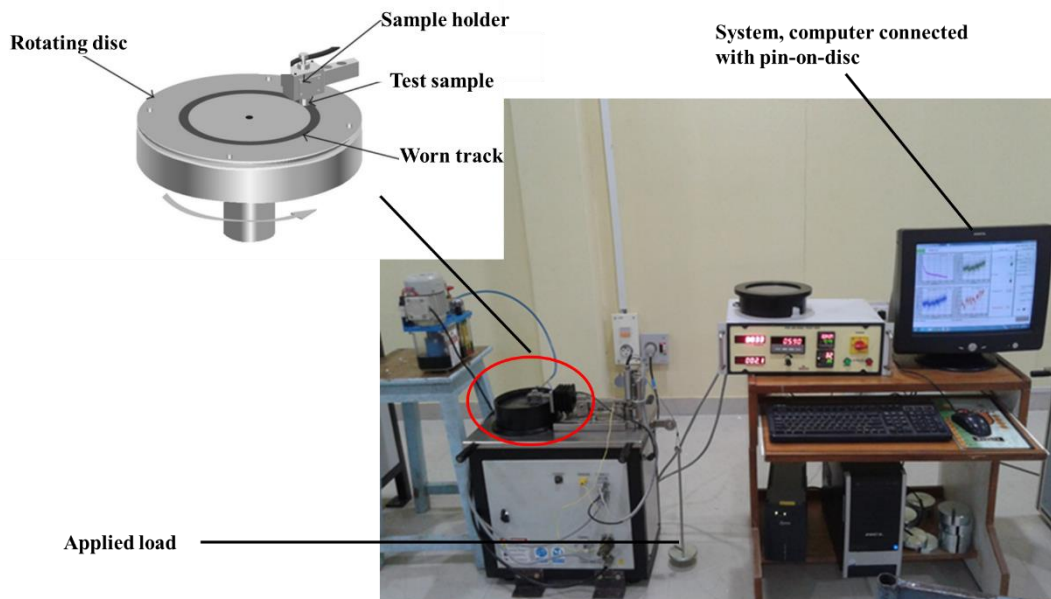 Sample holder
Rotating disc
Test sample
Worn track
System, computer connected
with pin-on-disc
Applied load